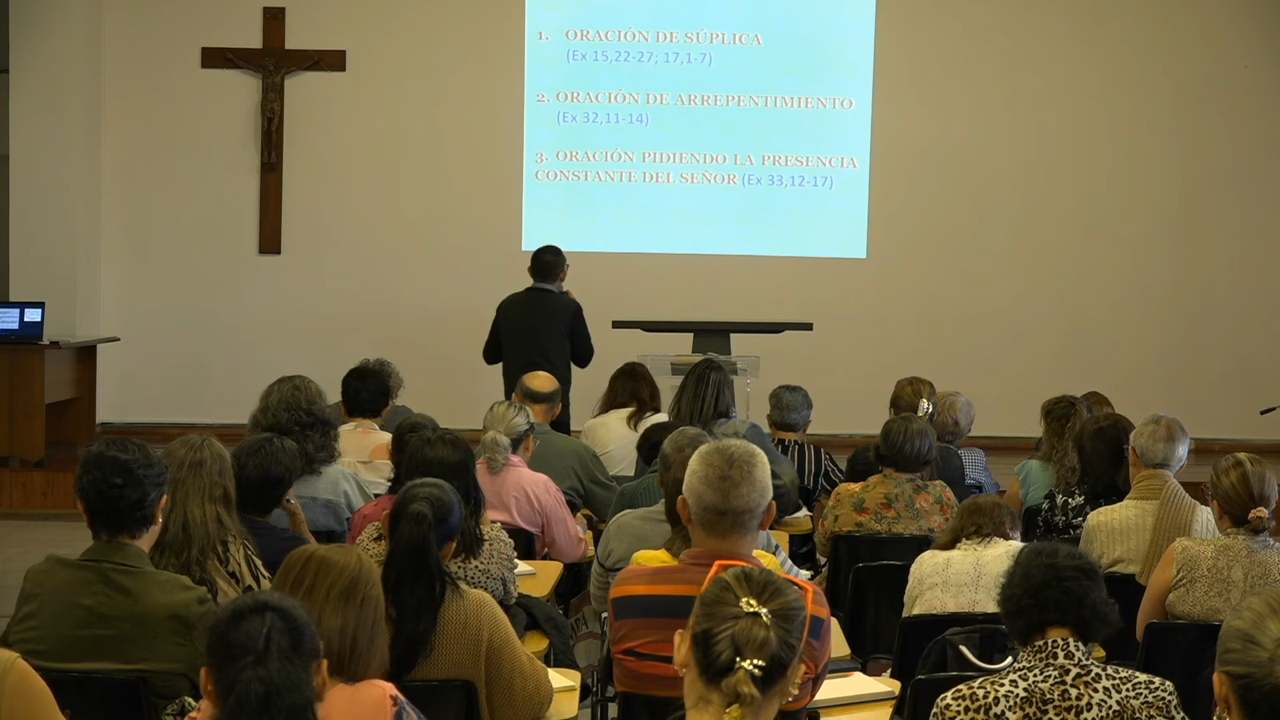 1. ORACIÓN DE SÚPLICA
(Ex 15,22-27; 17,1-7)
2. ORACIÓN DE ARREPENTIMIENTO
(Ex 32,11-14)
3. ORACIÓN PIDIENDO LA PRESENCIA
CONSTANTE DEL SEÑOR (Ex 33,12-17)